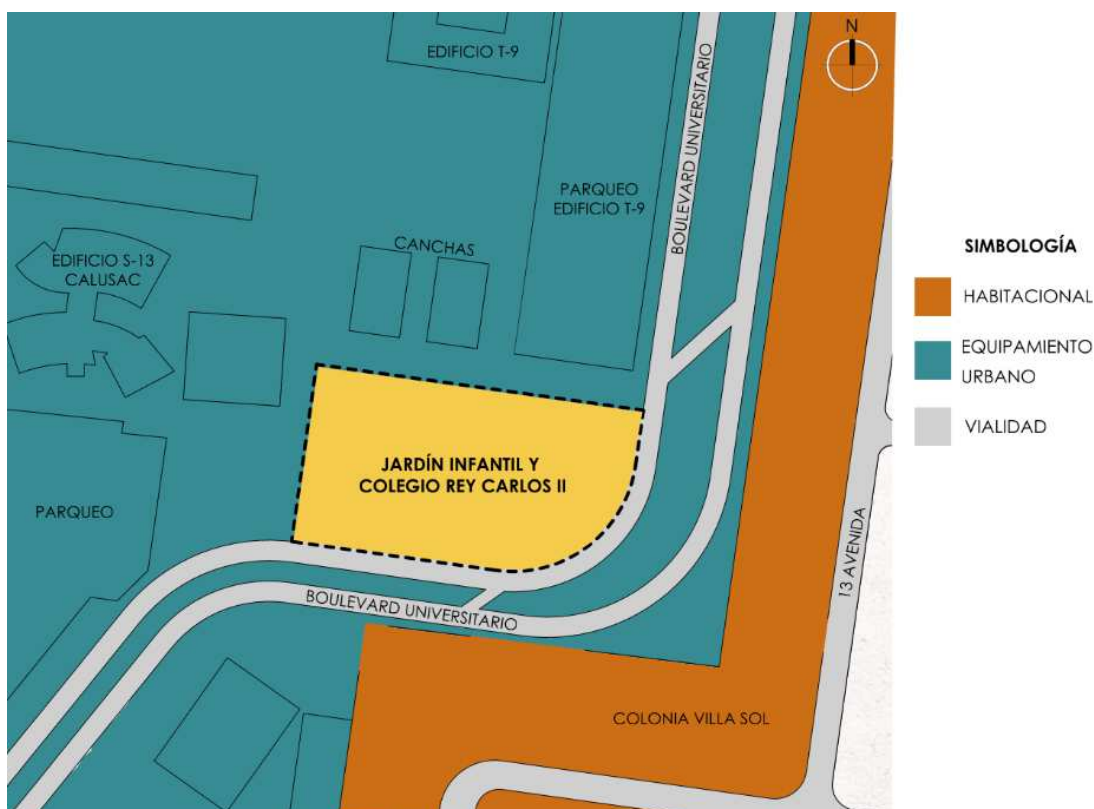 N
EDIFICIO T-9
BOULEVARD UNIVERSITARIO
PARQUEO
EDIFICIO T-9
CANCHAS
EDIFICIO S-13
CALUSAC
SIMBOLOGÍA
HABITACIONAL
EQUIPAMIENTO
URBANO
VIALIDAD
JARDÍN INFANTIL Y
COLEGIO REY CARLOS II
PARQUEO
13 AVENIDA
BOULEVARD UNIVERSITARIO
COLONIA VILLA SOL